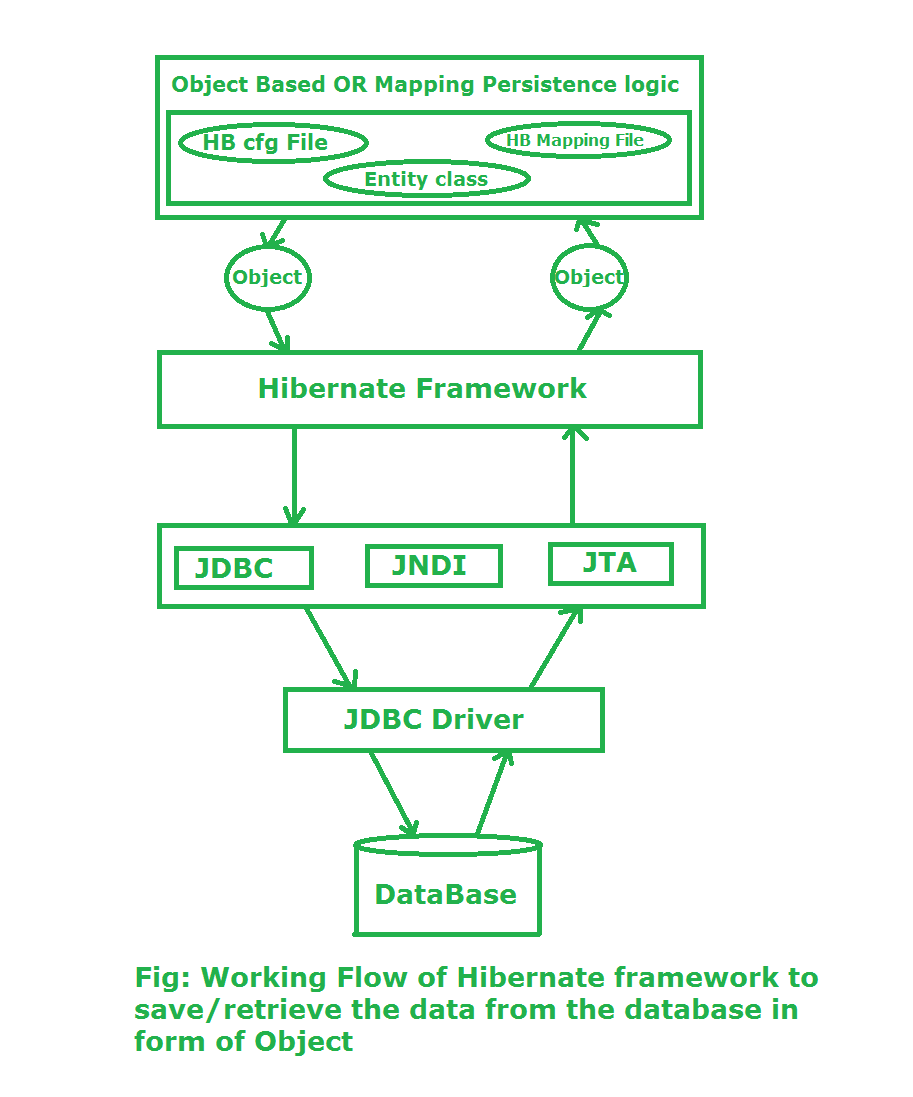 Object Based OR Mapping Persistence logic
HB cfg File
HB Mapping File
Entity class
Object
Object
Hibernate Framework
JDBC
JNDI
JTA
JDBC Driver
DataBase
Fig: Working Flow of Hibernate framework to
save/retrieve the data from the database in
form of Object